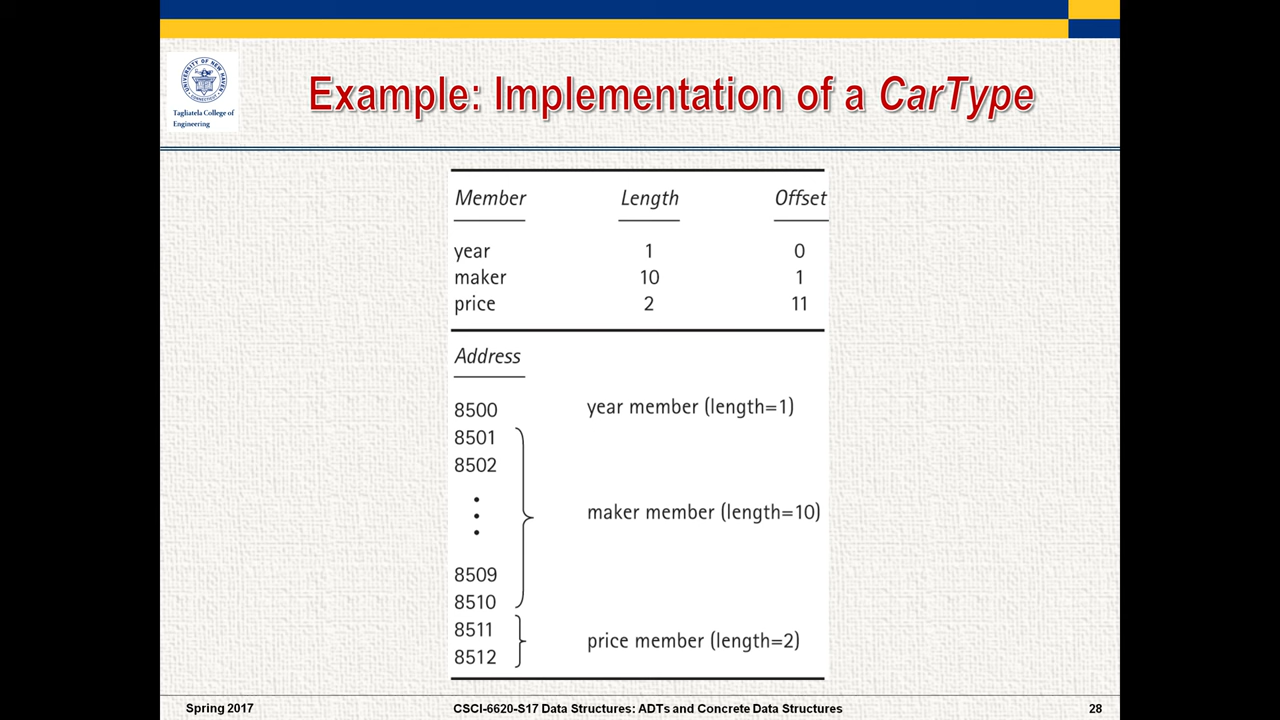 Tagliatela College of
Engineering
Example: Implementation of a CarType
Member Length Offset
year 1 0
maker 10 1
price 2 11
Address
8500 year member (length=1)
8501
8502
maker member (length=10)
8509
8510
8511
price member (length=2)
8512
Spring 2017 CSCI-6620-S17 Data Structures: ADTs and Concrete Data Structures 28